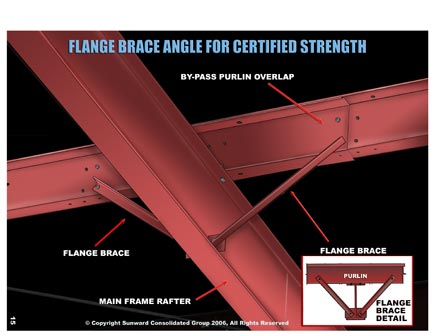 FLANGE BRACE ANGLE FOR CERTIFIED STRENGTH
BY-PASS PURLIN OVERLAP
FLANGE BRACE
FLANGE BRACE
MAIN FRAME RAFTER
PURLIN
FLANGE
BRACE
DETAIL
15
© Copyright Sunward Consolidated Group 2006, All Rights Reserved